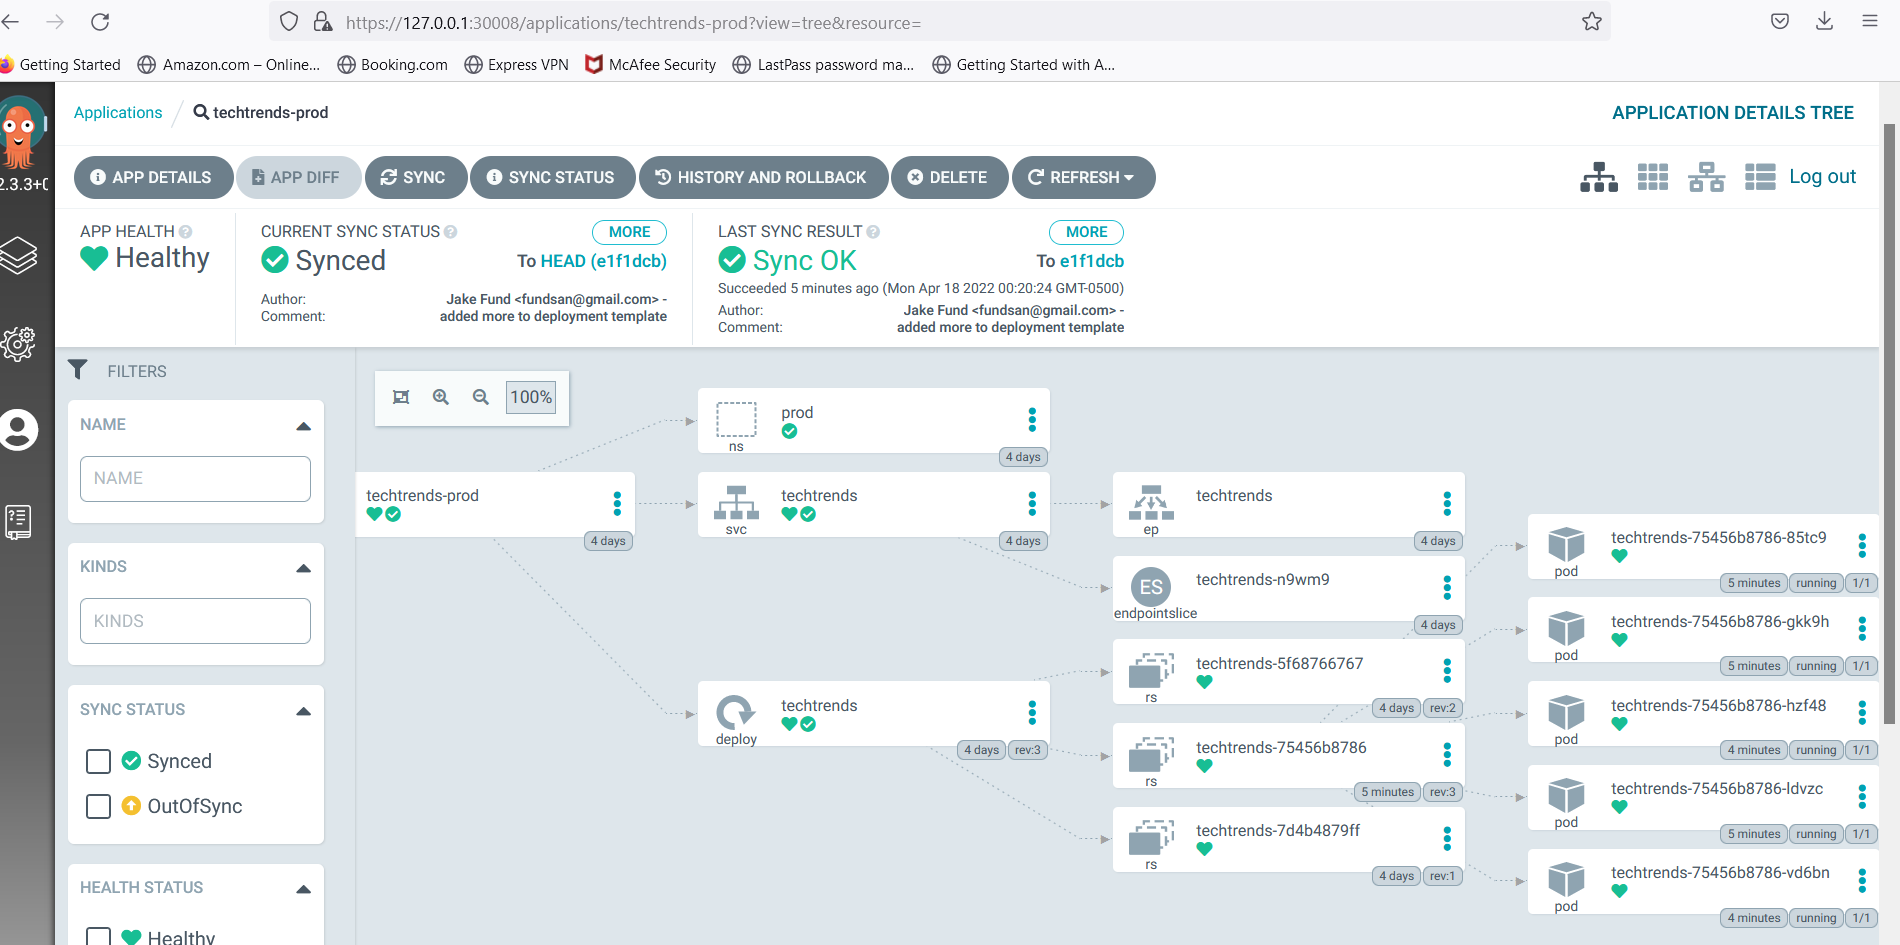 https://127.0.0.1:30008/applications/techtrends-prod?view=tree&resource=
Getting Started
Amazon.com – Online...
Booking.com
Express VPN
McAfee Security
LastPass password ma...
Getting Started with A...
Applications
techtrends-prod
APPLICATION DETAILS TREE
2.3.3+0
APP DETAILS
APP DIFF
SYNC
SYNC STATUS
HISTORY AND ROLLBACK
DELETE
REFRESH
Log out
APP HEALTH
Healthy
CURRENT SYNC STATUS
MORE
Synced
To HEAD (e1f1dcb)
Author:
Jake Fund <fundsan@gmail.com> -
Comment:
added more to deployment template
LAST SYNC RESULT
MORE
Sync OK
To e1f1dcb
Succeeded 5 minutes ago (Mon Apr 18 2022 00:20:24 GMT-0500)
Author:
Jake Fund <fundsan@gmail.com> -
Comment:
added more to deployment template
FILTERS
NAME
NAME
KINDS
KINDS
SYNC STATUS
Synced
OutOfSync
HEALTH STATUS
Healthy
100%
techtrends-prod
4 days
prod
ns
4 days
techtrends
svc
4 days
techtrends
deploy
4 days
rev:3
techtrends
ep
4 days
ES
techtrends-n9wm9
endpointslice
4 days
techtrends-5f68766767
rs
4 days
rev:2
techtrends-75456b8786
rs
5 minutes
rev:3
techtrends-7d4b4879ff
rs
4 days
rev:1
techtrends-75456b8786-85tc9
pod
5 minutes
running
1/1
techtrends-75456b8786-gkk9h
pod
5 minutes
running
1/1
techtrends-75456b8786-hzf48
pod
4 minutes
running
1/1
techtrends-75456b8786-ldvzc
pod
5 minutes
running
1/1
techtrends-75456b8786-vd6bn
pod
4 minutes
running
1/1